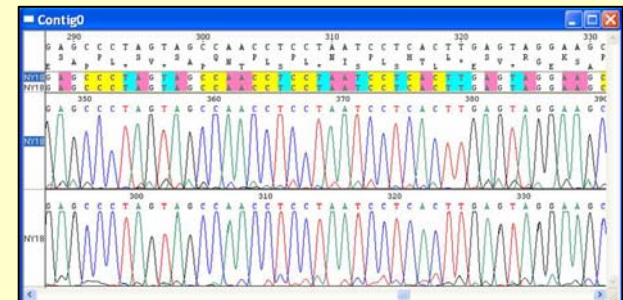 Contig0
290 300 310 320 330
G A G C C C T A G T A G C C A A C C T C C T A A T C C T C A C T T G A G T A G G A A G C
NY18 G A G C C C T A G T A G C C A A C C T C C T A A T C C T C A C T T G A G T A G G A A G C
NY18 G A G C C C T A G T A G C C A A C C T C C T A A T C C T C A C T T G A G T A G G A A G C
350 360 370 380 390
G A G C C C T A G T A G C C A A C C T C C T A A T C C T C A C T T G A G T A G G A A G C
NY18
300 310 320 330
G A G C C C T A G T A G C C A A C C T C C T A A T C C T C A C T T G A G T A G G A A G C
NY18